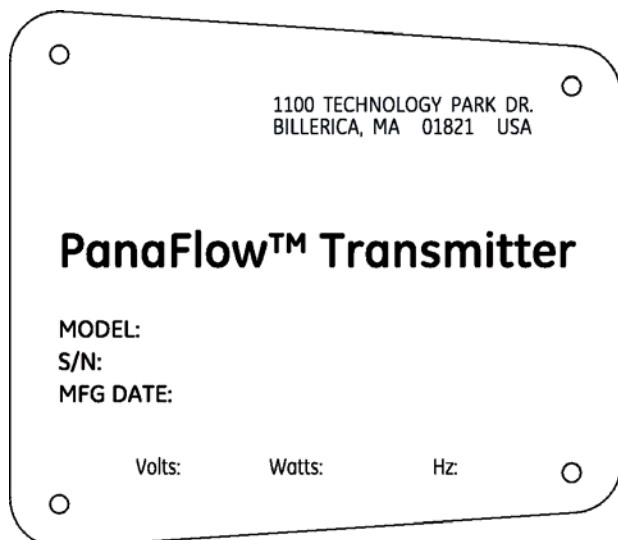 1100 TECHNOLOGY PARK DR.
BILLERICA, MA 01821 USA
PanaFlow™ Transmitter
MODEL:
S/N:
MFG DATE:
Volts: Watts: Hz: